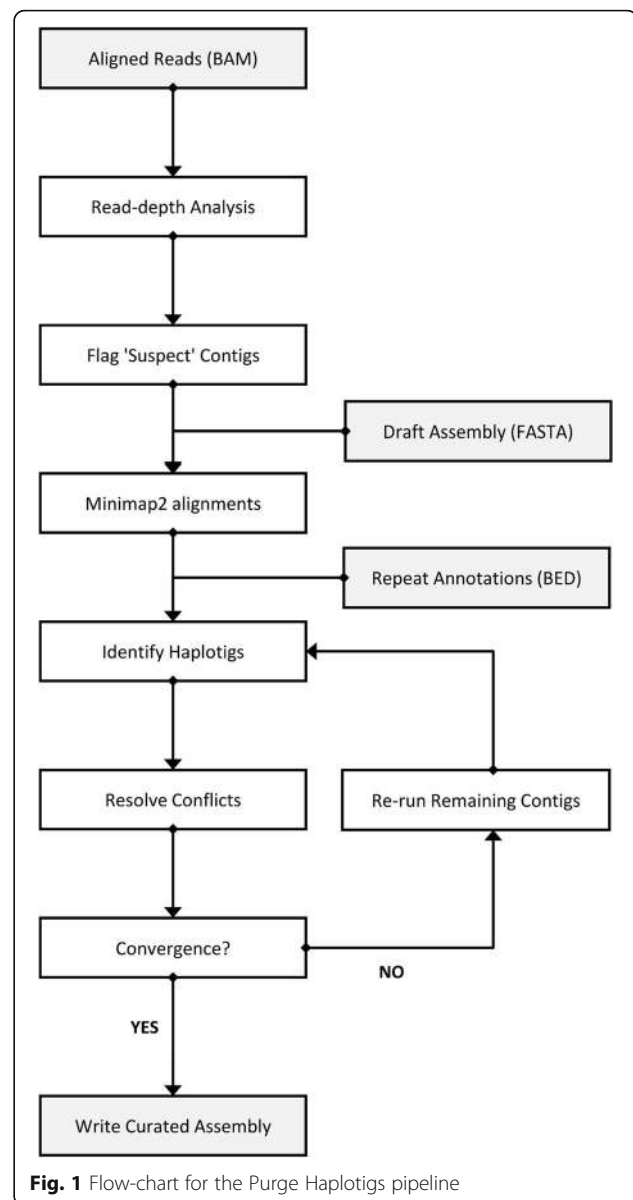 Aligned Reads (BAM)
Read-depth Analysis
Flag 'Suspect' Contigs
Draft Assembly (FASTA)
Minimap2 alignments
Repeat Annotations (BED)
Identify Haplotigs
Resolve Conflicts
Re-run Remaining Contigs
Convergence?
NO
YES
Write Curated Assembly
Fig. 1 Flow-chart for the Purge Haplotigs pipeline